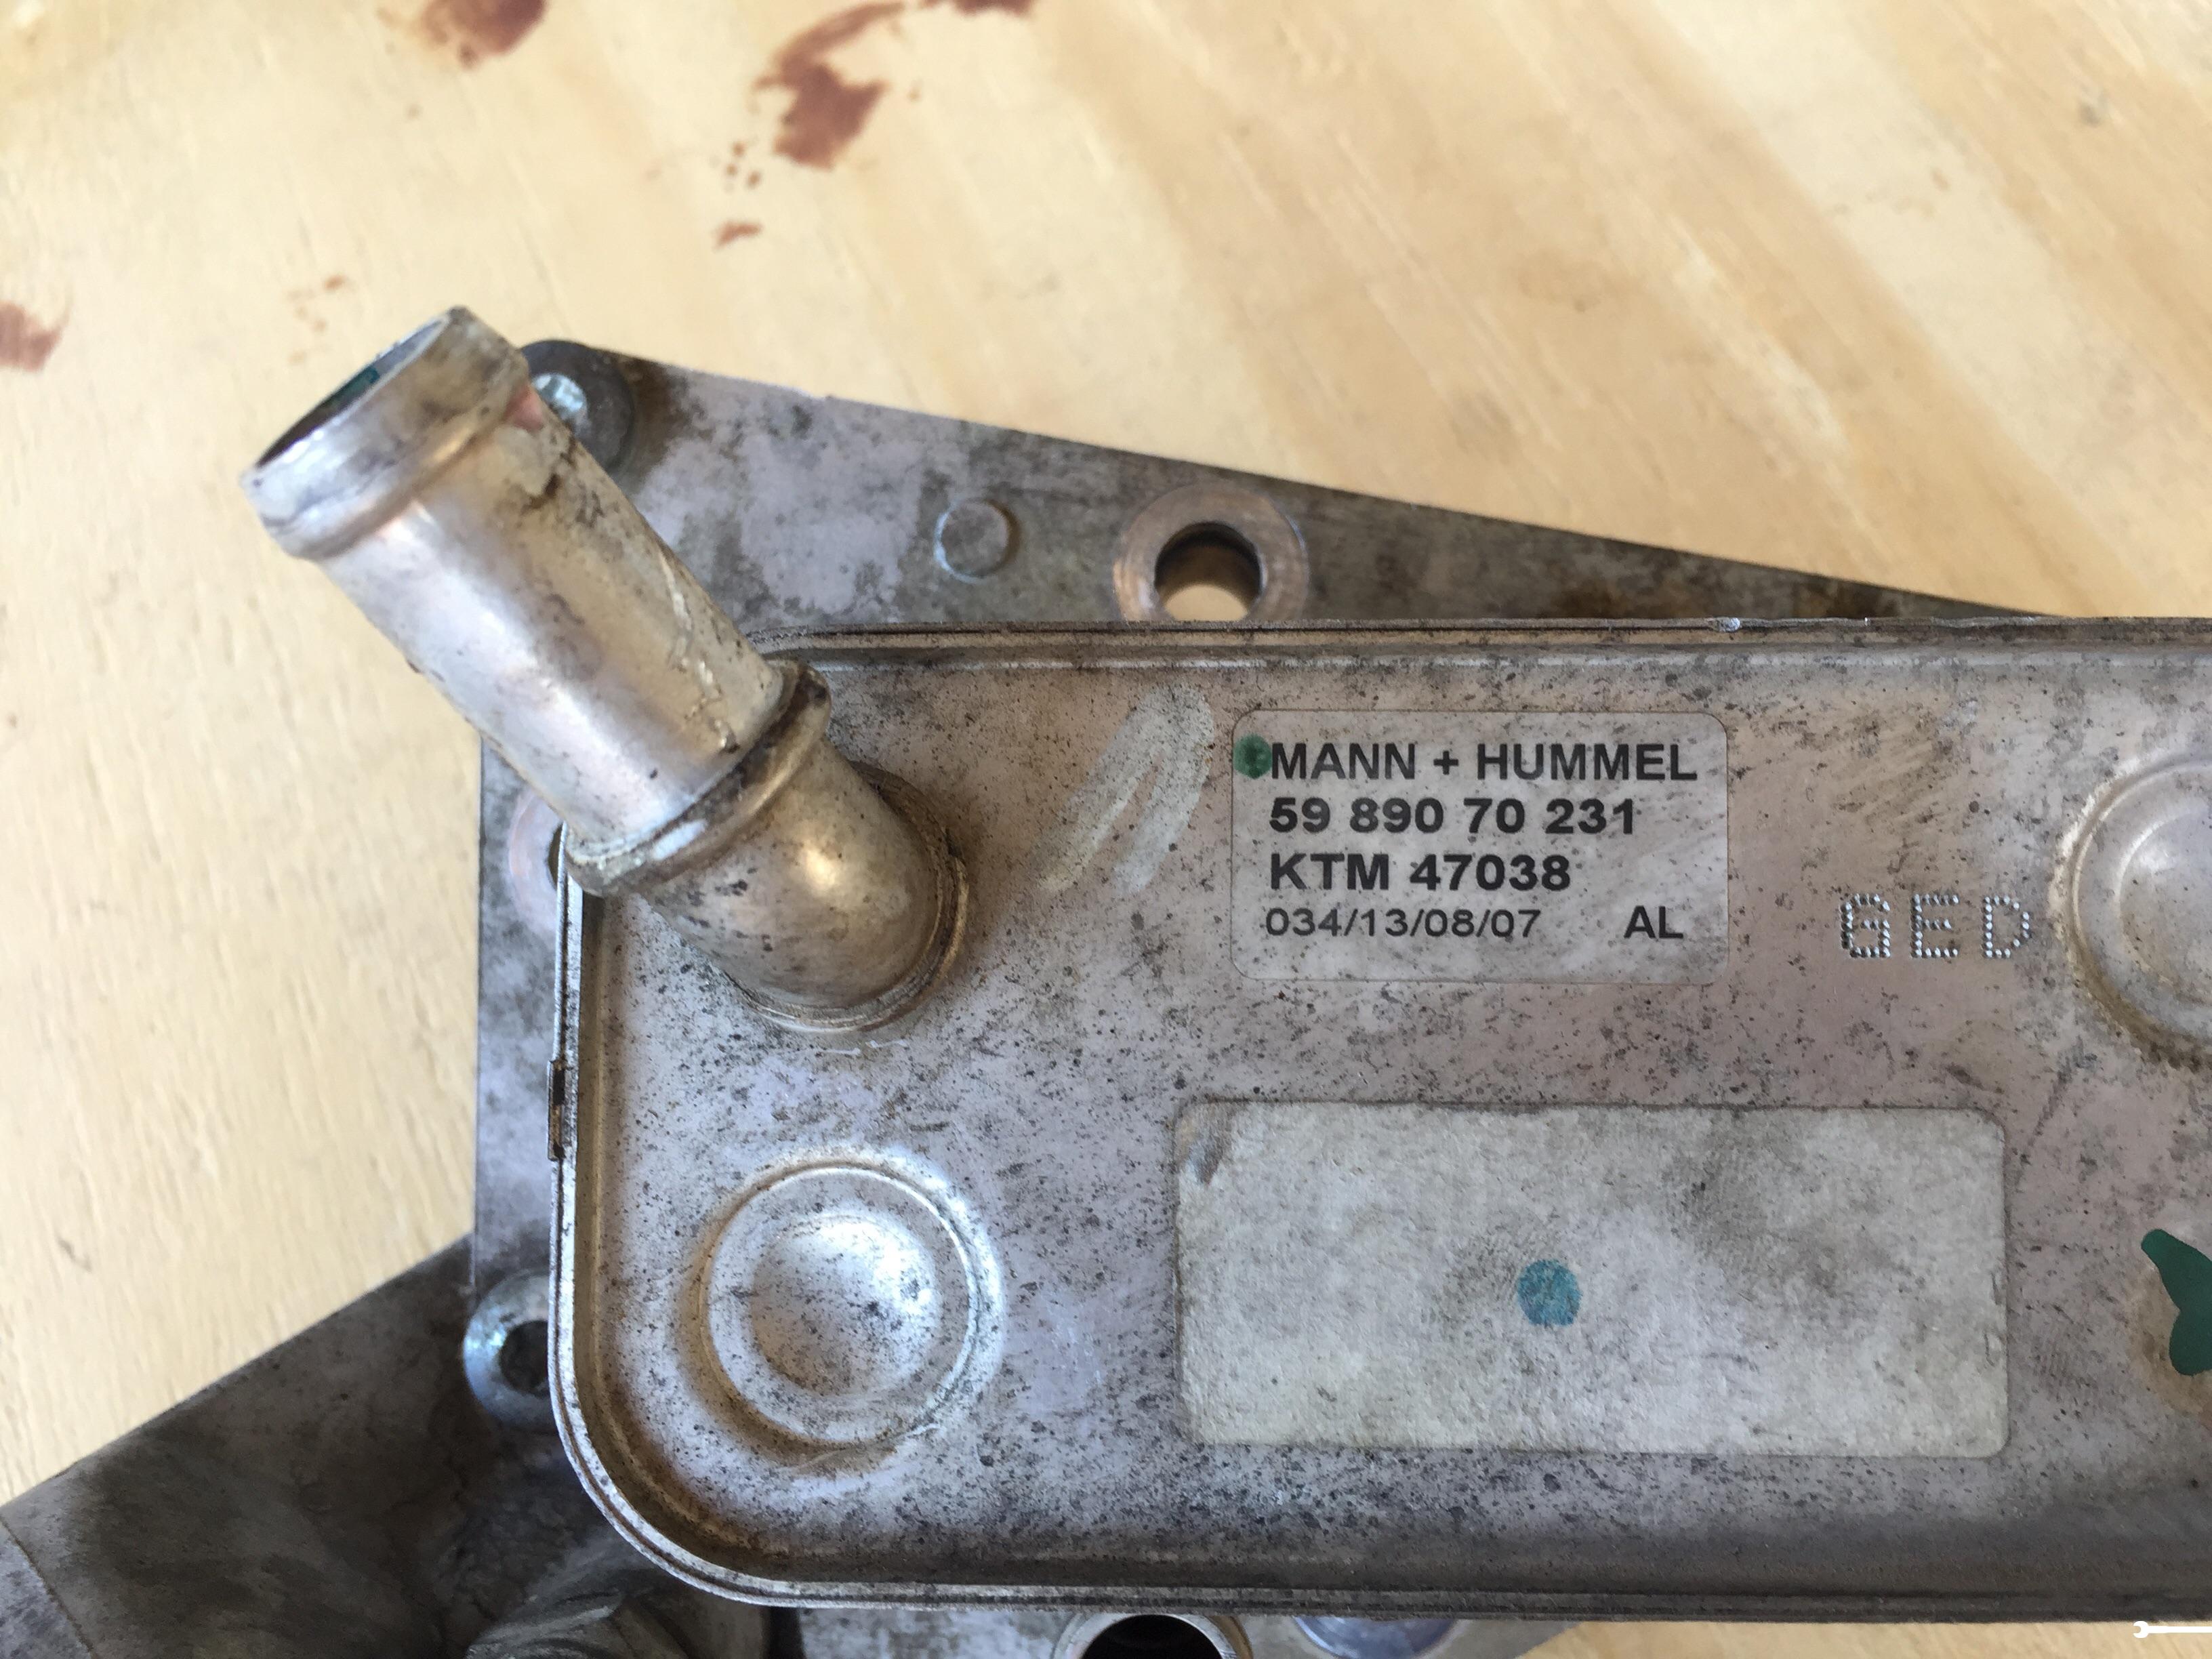 MANN + HUMMEL
59 890 70 231
KTM 47038
034/13/08/07 AL
GED